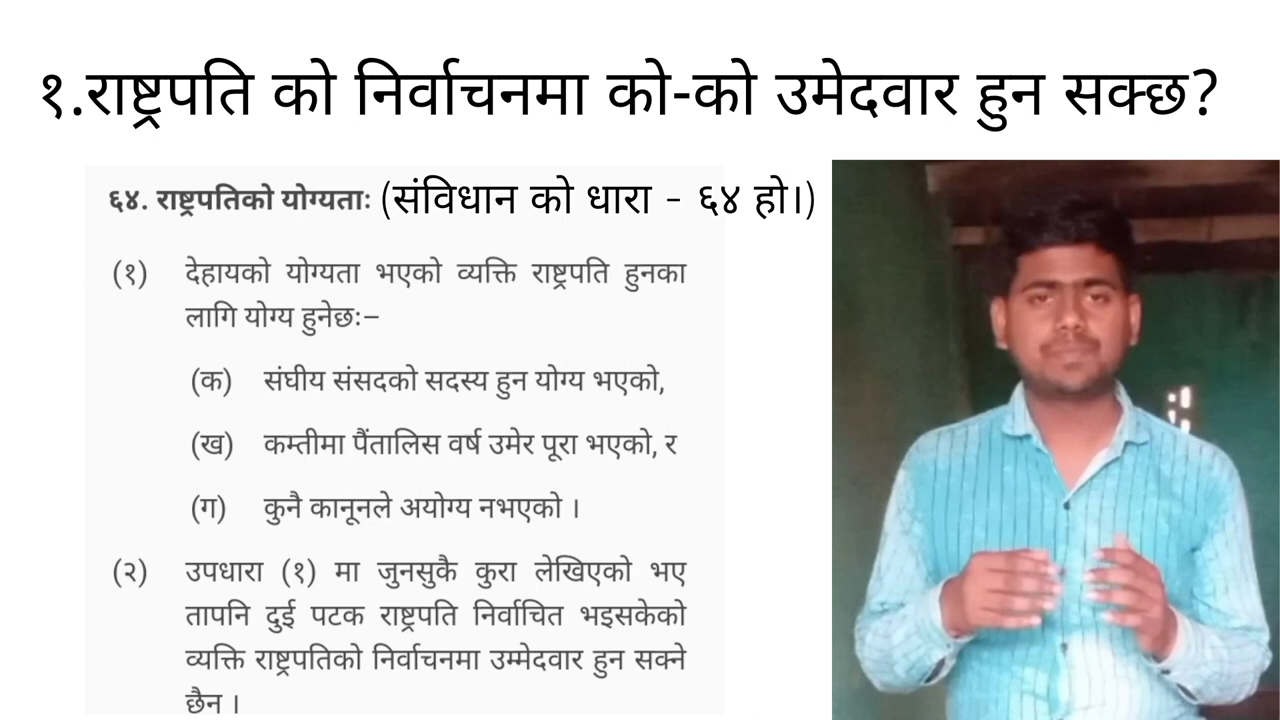 १.राष्ट्रपति को निर्वाचनमा को-को उमेदवार हुन सक्छ?
६४. राष्ट्रपतिको योग्यताः (संविधान को धारा - ६४ हो।)
(१) देहायको योग्यता भएको व्यक्ति राष्ट्रपति हुनका
लागि योग्य हुनेछः–
(क) संघीय संसदको सदस्य हुन योग्य भएको,
(ख) कम्तीमा पैंतालिस वर्ष उमेर पूरा भएको, र
(ग) कुनै कानूनले अयोग्य नभएको ।
(२) उपधारा (१) मा जुनसुकै कुरा लेखिएको भए
तापनि दुई पटक राष्ट्रपति निर्वाचित भइसकेको
व्यक्ति राष्ट्रपतिको निर्वाचनमा उम्मेदवार हुन सक्ने
छैन ।